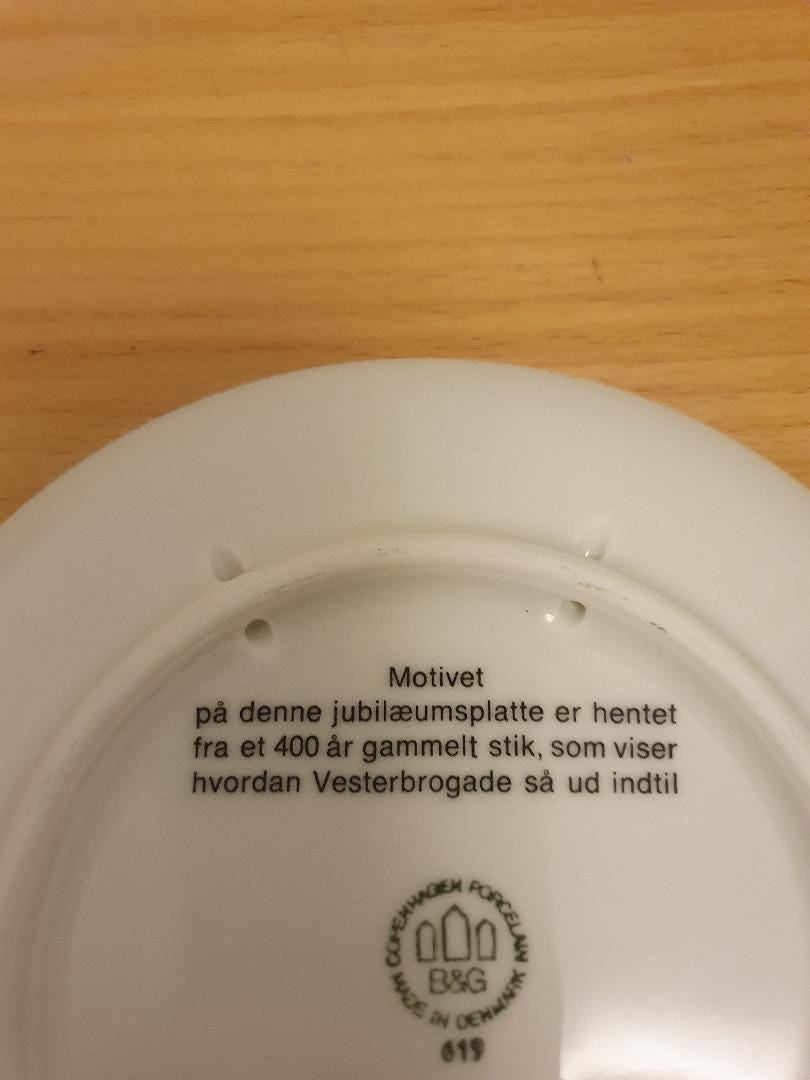 Motivet
på denne jubilæumsplatte er hentet
fra et 400 år gammelt stik, som viser
hvordan Vesterbrogade så ud indtil
COPENHAGEN PORCELAIN
B&G
MADE IN DENMARK
619